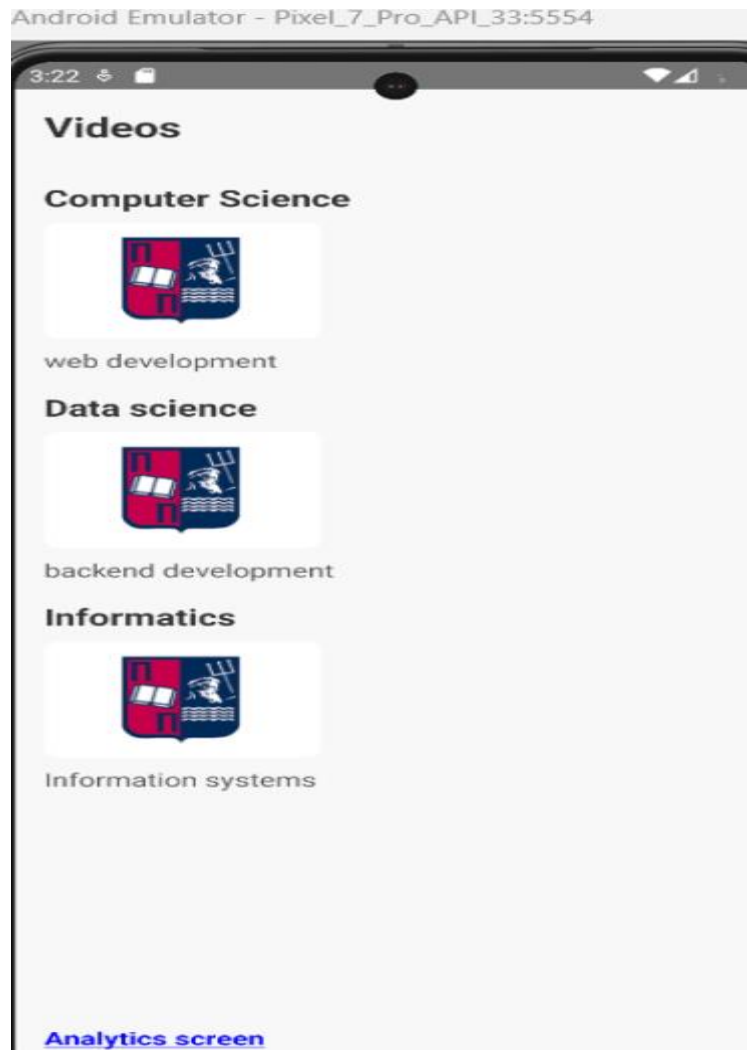 Android Emulator - Pixel_7_Pro_API_33:5554
3:22
Videos
Computer Science
Π
Π
web development
Data science
Π
Π
backend development
Informatics
Π
Π
Information systems
Analytics screen